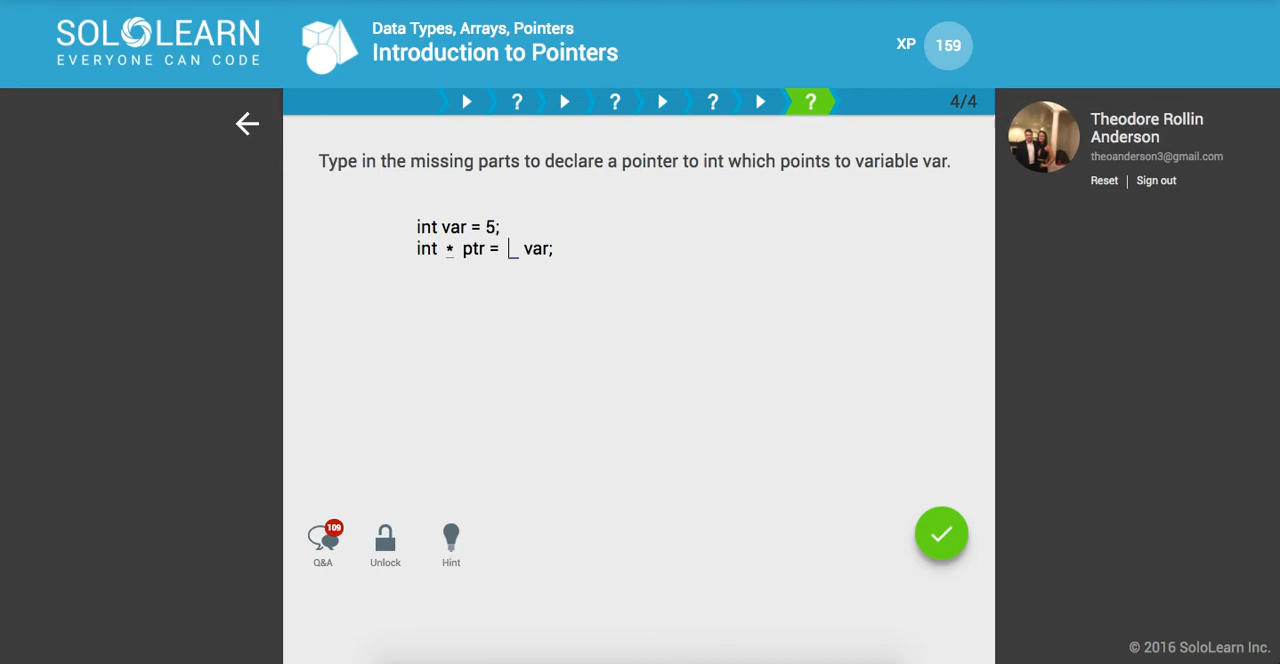 SOLOLEARN
EVERYONE CAN CODE
Data Types, Arrays, Pointers
Introduction to Pointers
XP 159
? ? ? ? 4/4
Theodore Rollin
Anderson
theoanderson3@gmail.com
Reset | Sign out
Type in the missing parts to declare a pointer to int which points to variable var.
int var = 5;
int * ptr = _ var;
109
Q&A Unlock Hint
© 2016 SoloLearn Inc.